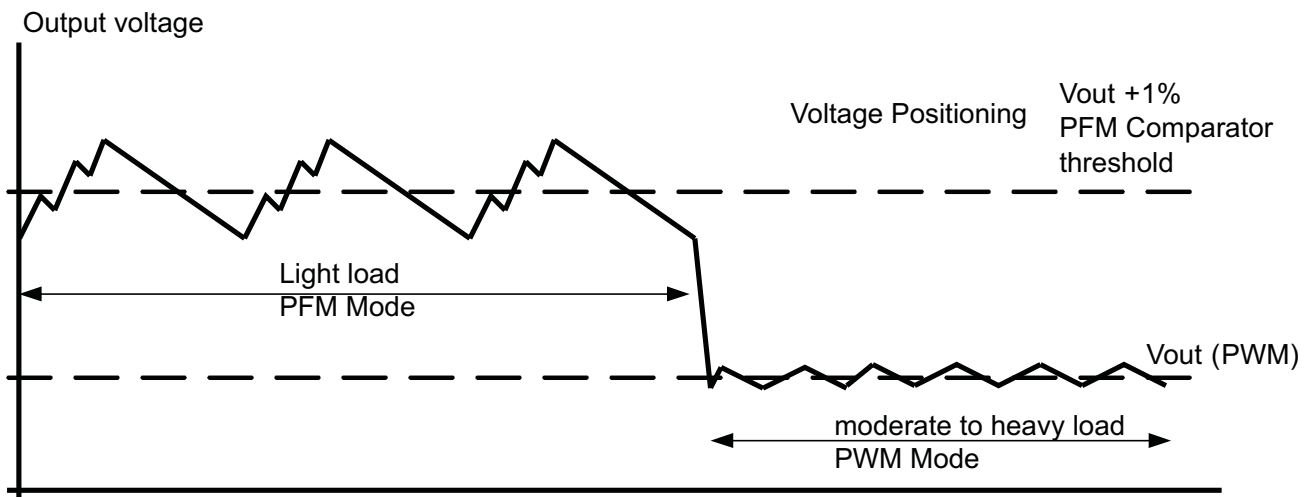 Output voltage
Voltage Positioning
Vout +1%
PFM Comparator
threshold
Light load
PFM Mode
Vout (PWM)
moderate to heavy load
PWM Mode